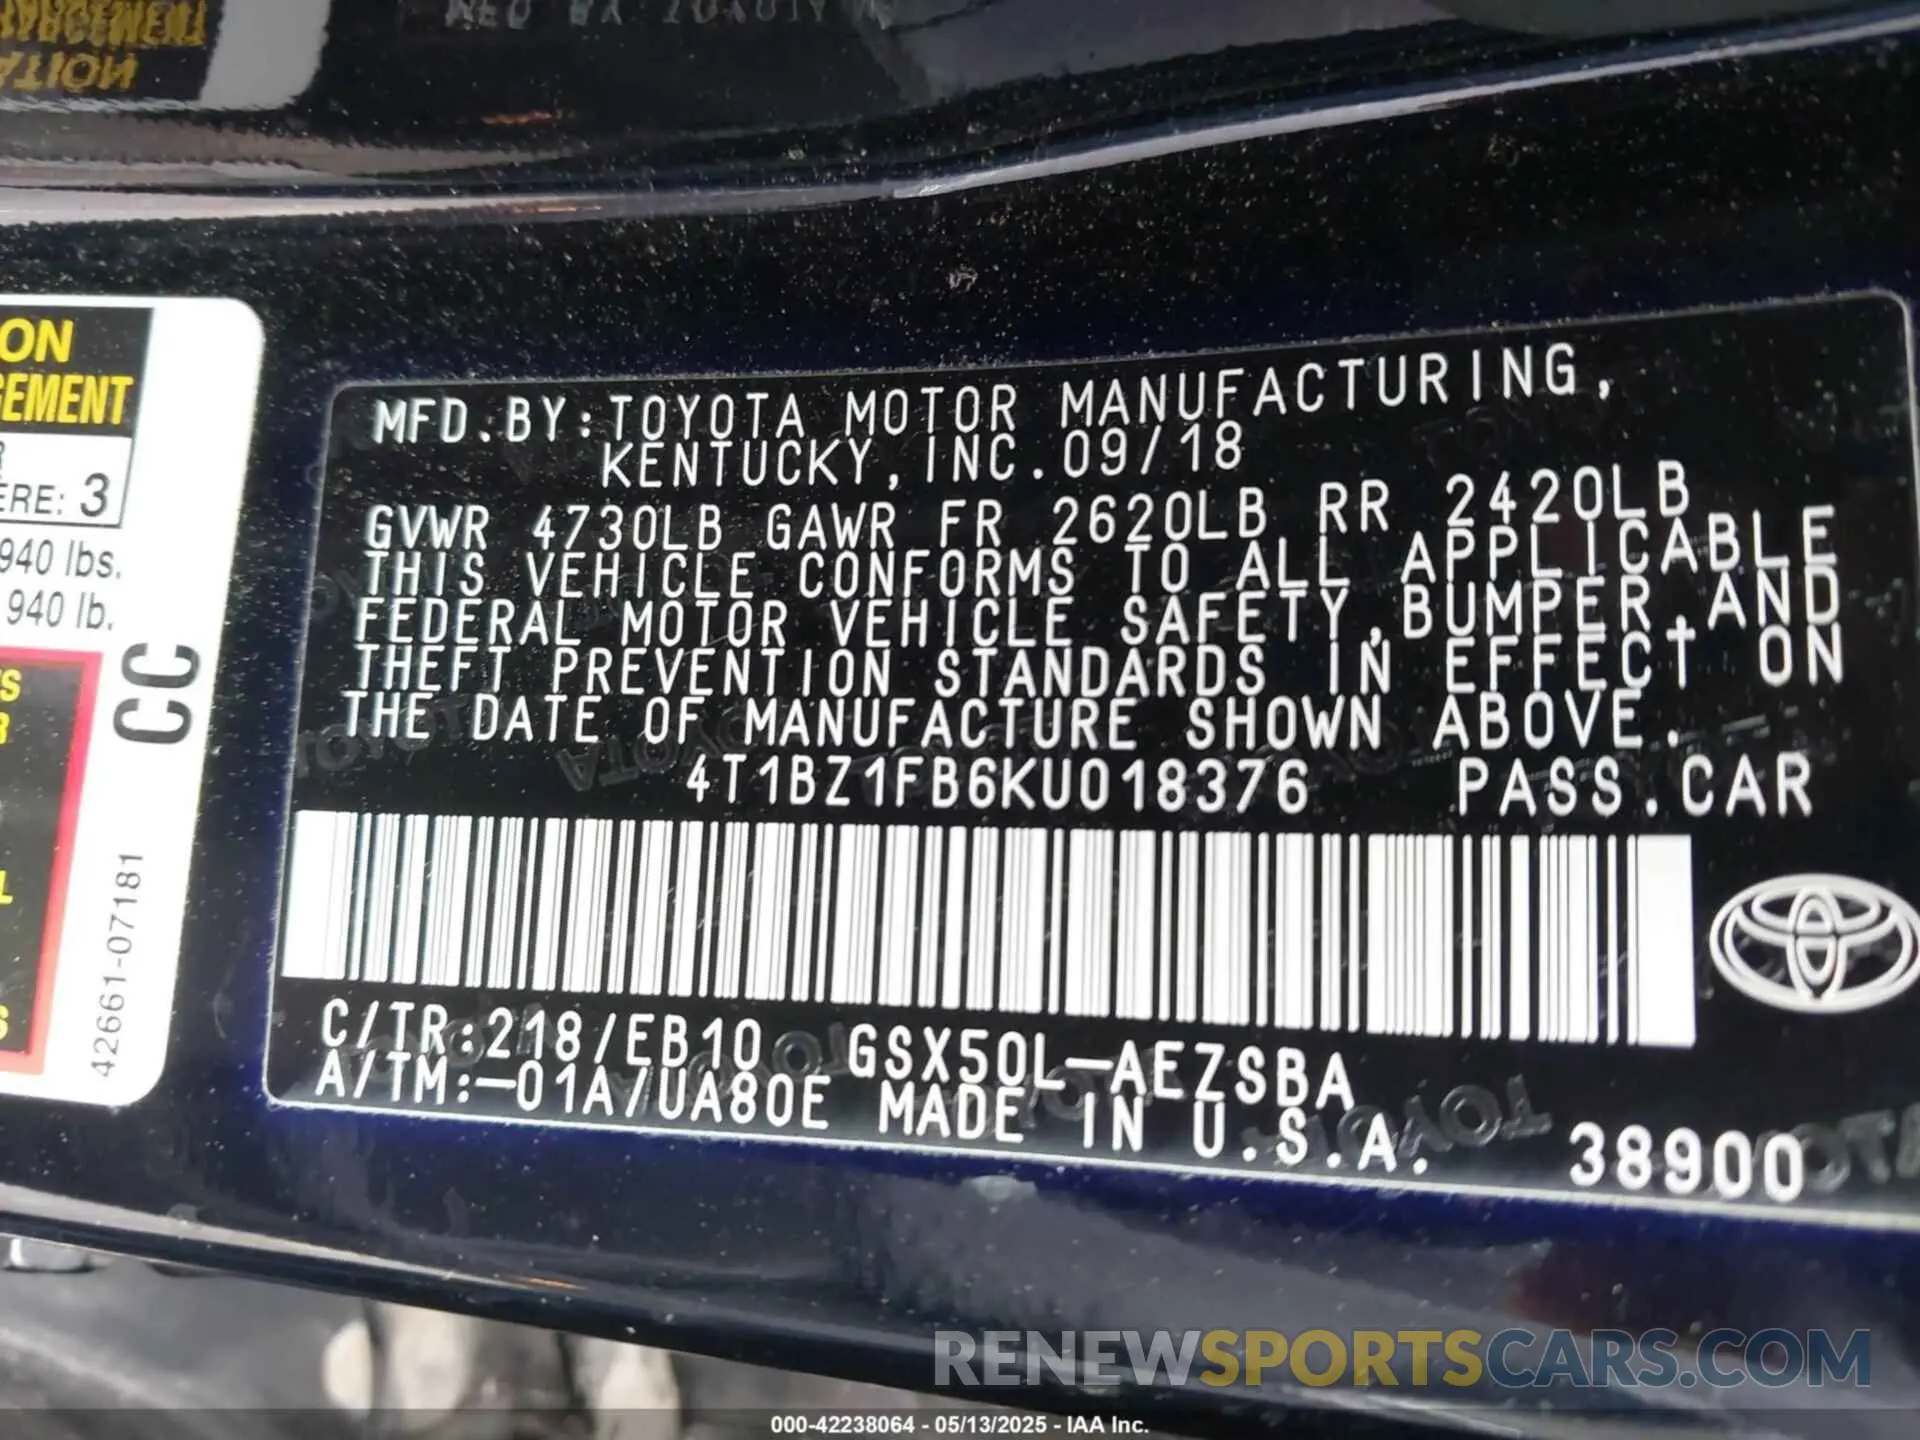 ON
GEMENT
ERE: 3
940 lbs.
940 lb.
CC
42661-07181
MFD.BY:TOYOTA MOTOR MANUFACTURING,
KENTUCKY,INC.09/18
GVWR 4730LB GAWR FR 2620LB RR 2420LB
THIS VEHICLE CONFORMS TO ALL APPLICABLE
FEDERAL MOTOR VEHICLE SAFETY,BUMPER,AND
THEFT PREVENTION STANDARDS IN EFFECT ON
THE DATE OF MANUFACTURE SHOWN ABOVE.
4T1BZ1FB6KU018376 PASS.CAR
C/TR:218/EB10 GSX50L-AEZSBA
A/TM:-01A/UA80E MADE IN U.S.A.
38900
RENEWSPORTSCARS.COM
000-42238064 - 05/13/2025 - IAA Inc.